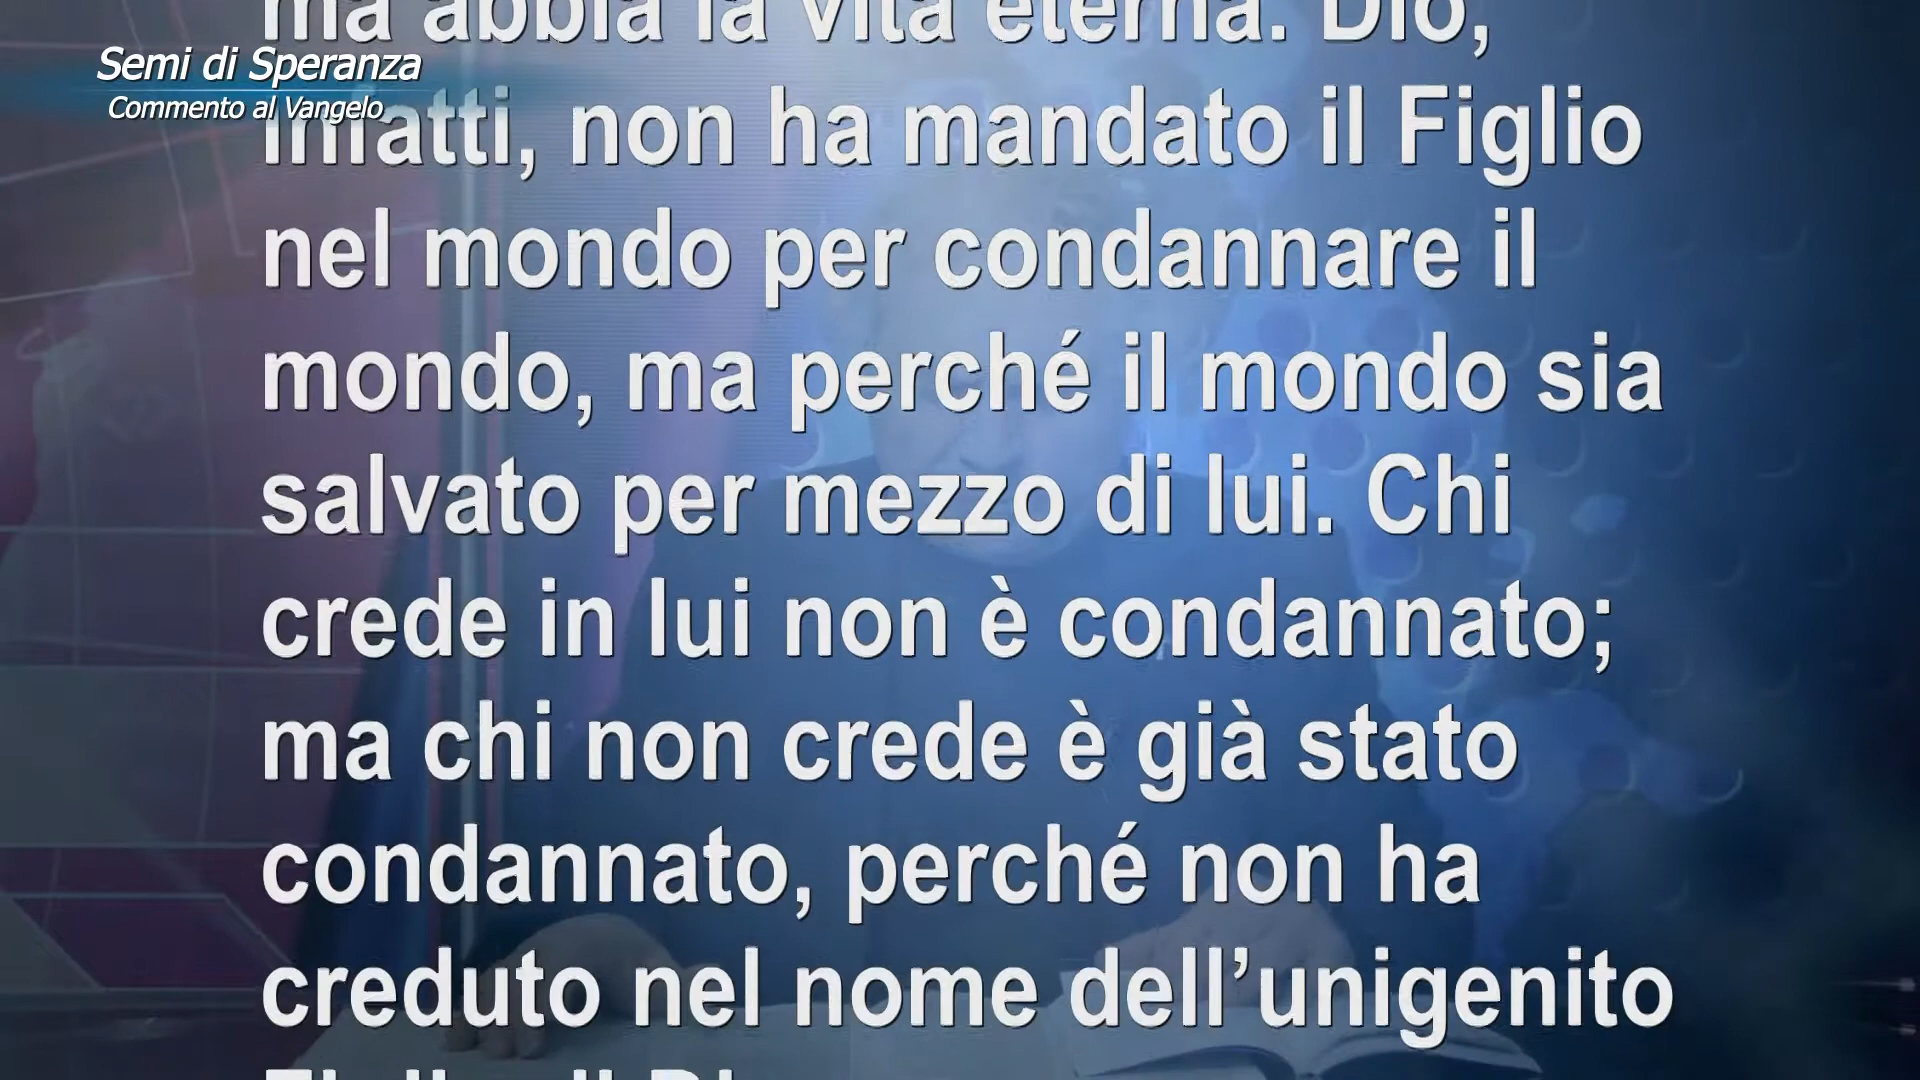 ma abbia la vita eterna. Dio,
Semi di Speranza
Commento al Vangelo
infatti, non ha mandato il Figlio
nel mondo per condannare il
mondo, ma perché il mondo sia
salvato per mezzo di lui. Chi
crede in lui non è condannato;
ma chi non crede è già stato
condannato, perché non ha
creduto nel nome dell’unigenito